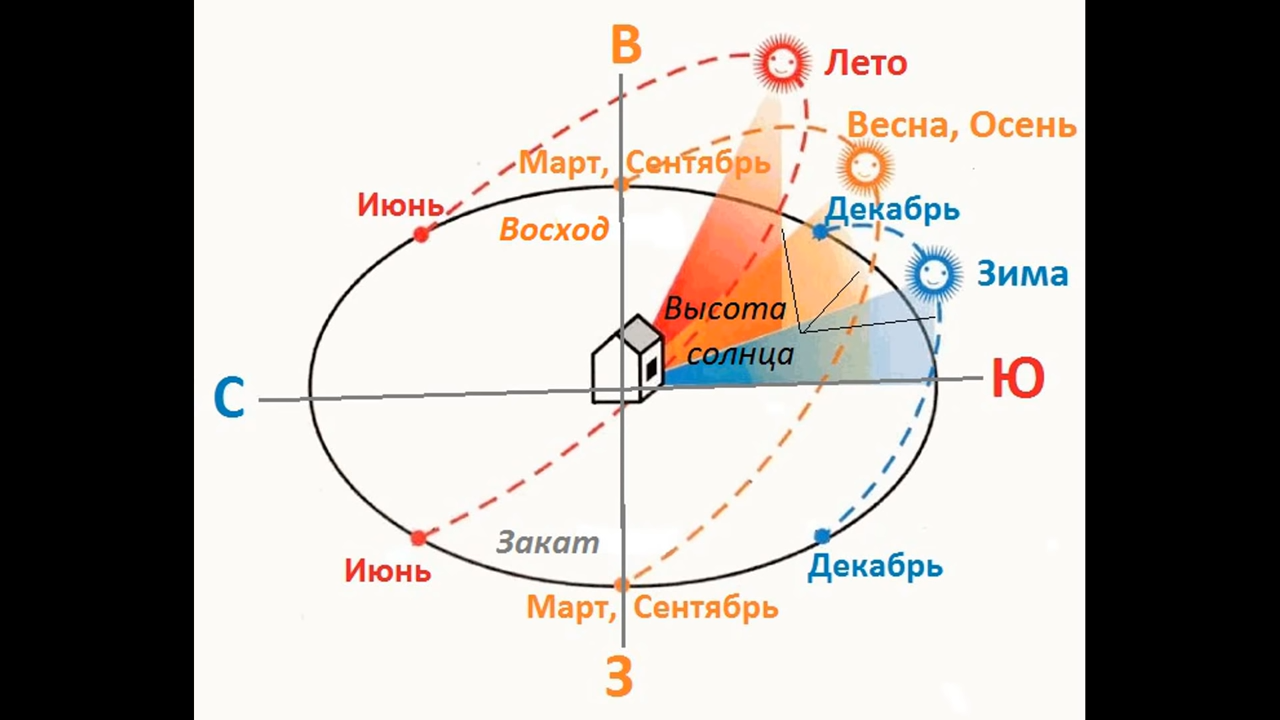 В
Лето
Весна, Осень
Март, Сентябрь
Июнь
Декабрь
Восход
Зима
Высота
солнца
С
Ю
Закат
Июнь
Декабрь
Март, Сентябрь
З